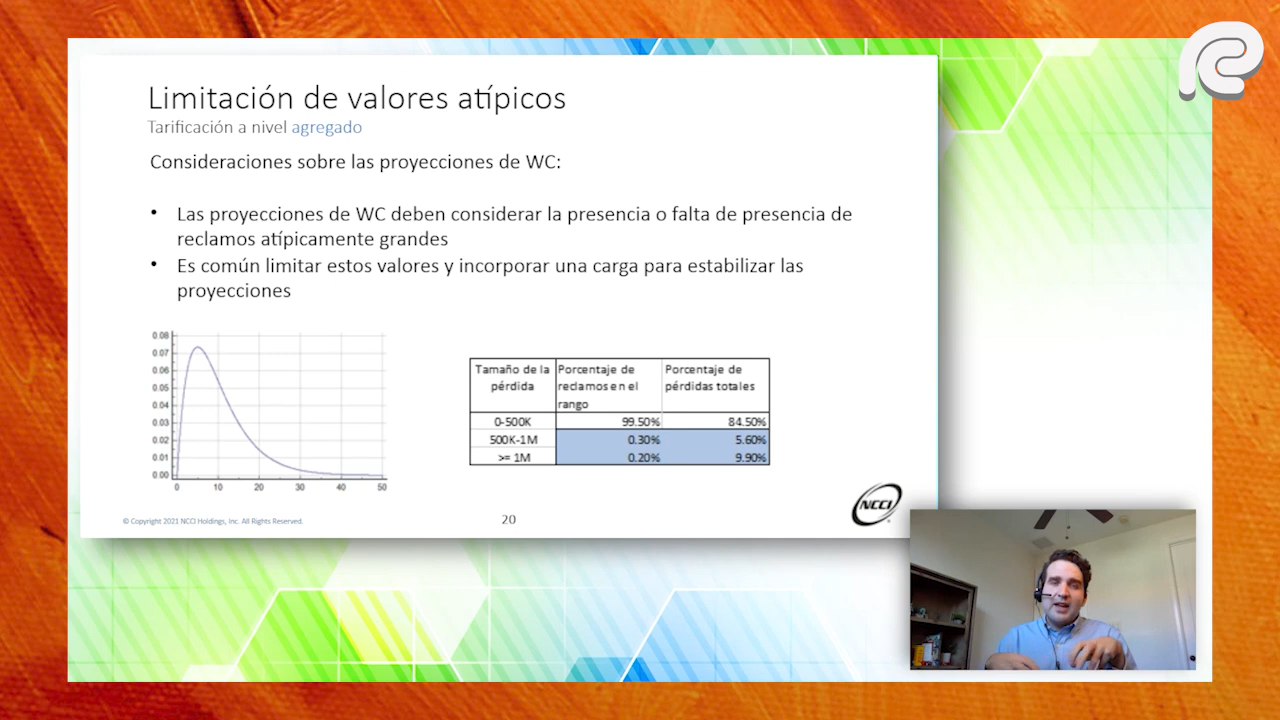 Limitación de valores atípicos
Tarificación a nivel agregado
Consideraciones sobre las proyecciones de WC:
• Las proyecciones de WC deben considerar la presencia o falta de presencia de
reclamos atípicamente grandes
• Es común limitar estos valores y incorporar una carga para estabilizar las
proyecciones
0.08
0.07
0.06
0.05
0.04
0.03
0.02
0.01
0.00
0 10 20 30 40 50
Tamaño de la Porcentaje de Porcentaje de
pérdida reclamos en el pérdidas totales
rango
0-500K 99.50% 84.50%
500K-1M 0.30% 5.60%
>= 1M 0.20% 9.90%
NCCI
© Copyright 2021 NCCI Holdings, Inc. All Rights Reserved.
20